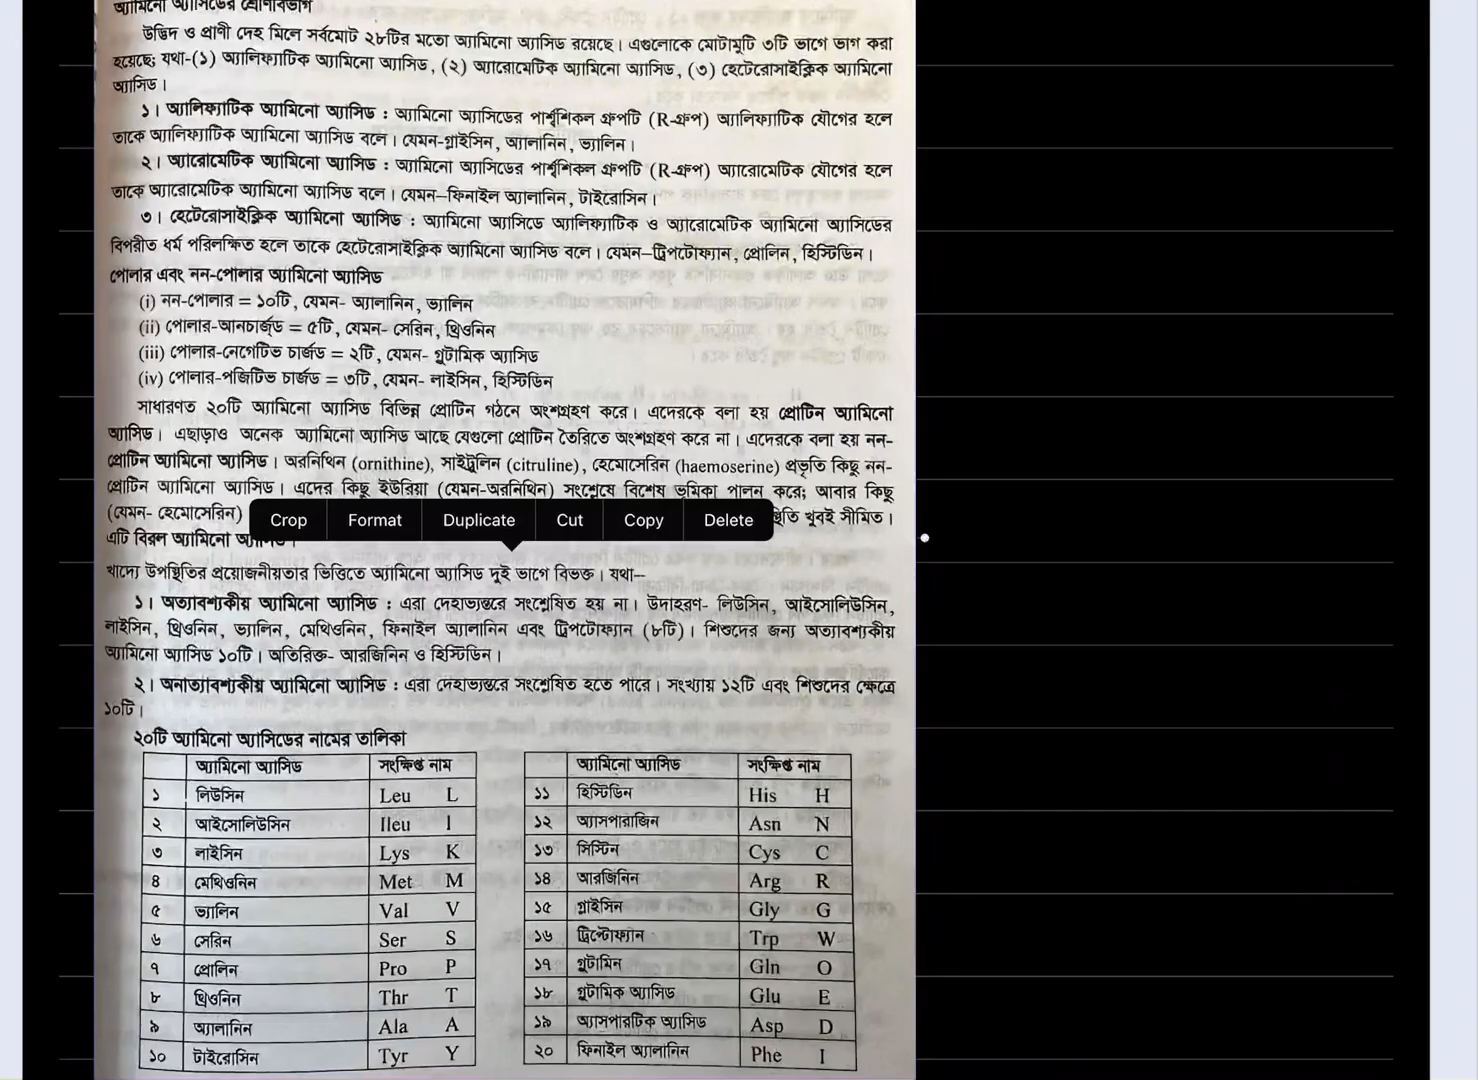 অ্যামিনো অ্যাসিডের শ্রেণিবিভাগ
উদ্ভিদ ও প্রাণী দেহ মিলে সর্বমোট ২৮টির মতো অ্যামিনো অ্যাসিড রয়েছে। এগুলোকে মোটামুটি ৩টি ভাগে ভাগ করা
হয়েছে; যথা-(১) অ্যালিফ্যাটিক অ্যামিনো অ্যাসিড, (২) অ্যারোমেটিক অ্যামিনো অ্যাসিড, (৩) হেটেরোসাইক্লিক অ্যামিনো
অ্যাসিড।
১। অ্যালিফ্যাটিক অ্যামিনো অ্যাসিড : অ্যামিনো অ্যাসিডের পার্শ্বশিকল গ্রুপটি (R-গ্রুপ) অ্যালিফ্যাটিক যৌগের হলে
তাকে অ্যালিফ্যাটিক অ্যামিনো অ্যাসিড বলে। যেমন-গ্লাইসিন, অ্যালানিন, ভ্যালিন।
২। অ্যারোমেটিক অ্যামিনো অ্যাসিড : অ্যামিনো অ্যাসিডের পার্শ্বশিকল গ্রুপটি (R-গ্রুপ) অ্যারোমেটিক যৌগের হলে
তাকে অ্যারোমেটিক অ্যামিনো অ্যাসিড বলে। যেমন–ফিনাইল অ্যালানিন, টাইরোসিন।
৩। হেটেরোসাইক্লিক অ্যামিনো অ্যাসিড : অ্যামিনো অ্যাসিডে অ্যালিফ্যাটিক ও অ্যারোমেটিক অ্যামিনো অ্যাসিডের
বিপরীত ধর্ম পরিলক্ষিত হলে তাকে হেটেরোসাইক্লিক অ্যামিনো অ্যাসিড বলে। যেমন–ট্রিপটোফ্যান, প্রোলিন, হিস্টিডিন।
পোলার এবং নন-পোলার অ্যামিনো অ্যাসিড
(i) নন-পোলার = ১০টি, যেমন- অ্যালানিন, ভ্যালিন
(ii) পোলার-আনচার্জ্ড = ৫টি, যেমন- সেরিন, থ্রিওনিন
(iii) পোলার-নেগেটিভ চার্জড = ২টি, যেমন- গ্লুটামিক অ্যাসিড
(iv) পোলার-পজিটিভ চার্জড = ৩টি, যেমন- লাইসিন, হিস্টিডিন
সাধারণত ২০টি অ্যামিনো অ্যাসিড বিভিন্ন প্রোটিন গঠনে অংশগ্রহণ করে। এদেরকে বলা হয় প্রোটিন অ্যামিনো
অ্যাসিড। এছাড়াও অনেক অ্যামিনো অ্যাসিড আছে যেগুলো প্রোটিন তৈরিতে অংশগ্রহণ করে না। এদেরকে বলা হয় নন-
প্রোটিন অ্যামিনো অ্যাসিড। অরনিথিন (ornithine), সাইট্রুলিন (citruline), হেমোসেরিন (haemoserine) প্রভৃতি কিছু নন-
প্রোটিন অ্যামিনো অ্যাসিড। এদের কিছু ইউরিয়া (যেমন-অরনিথিন) সংশ্লেষে বিশেষ ভূমিকা পালন করে; আবার কিছু
(যেমন- হেমোসেরিন) খুবই সীমিত।
Crop Format Duplicate Cut Copy Delete
এটি বিরল অ্যামিনো অ্যাসিড।
খাদ্যে উপস্থিতির প্রয়োজনীয়তার ভিত্তিতে অ্যামিনো অ্যাসিড দুই ভাগে বিভক্ত। যথা–
১। অত্যাবশ্যকীয় অ্যামিনো অ্যাসিড : এরা দেহাভ্যন্তরে সংশ্লেষিত হয় না। উদাহরণ- লিউসিন, আইসোলিউসিন,
লাইসিন, থ্রিওনিন, ভ্যালিন, মেথিওনিন, ফিনাইল অ্যালানিন এবং ট্রিপটোফ্যান (৮টি)। শিশুদের জন্য অত্যাবশ্যকীয়
অ্যামিনো অ্যাসিড ১০টি। অতিরিক্ত- আরজিনিন ও হিস্টিডিন।
২। অনাত্যাবশ্যকীয় অ্যামিনো অ্যাসিড : এরা দেহাভ্যন্তরে সংশ্লেষিত হতে পারে। সংখ্যায় ১২টি এবং শিশুদের ক্ষেত্রে
১০টি।
২০টি অ্যামিনো অ্যাসিডের নামের তালিকা
অ্যামিনো অ্যাসিড সংক্ষিপ্ত নাম
১ লিউসিন Leu L
২ আইসোলিউসিন Ileu I
৩ লাইসিন Lys K
৪ মেথিওনিন Met M
৫ ভ্যালিন Val V
৬ সেরিন Ser S
৭ প্রোলিন Pro P
৮ থ্রিওনিন Thr T
৯ অ্যালানিন Ala A
১০ টাইরোসিন Tyr Y
অ্যামিনো অ্যাসিড সংক্ষিপ্ত নাম
১১ হিস্টিডিন His H
১২ অ্যাসপারাজিন Asn N
১৩ সিস্টিন Cys C
১৪ আরজিনিন Arg R
১৫ গ্লাইসিন Gly G
১৬ ট্রিপ্টোফ্যান Trp W
১৭ গ্লুটামিন Gln O
১৮ গ্লুটামিক অ্যাসিড Glu E
১৯ অ্যাসপারটিক অ্যাসিড Asp D
২০ ফিনাইল অ্যালানিন Phe I